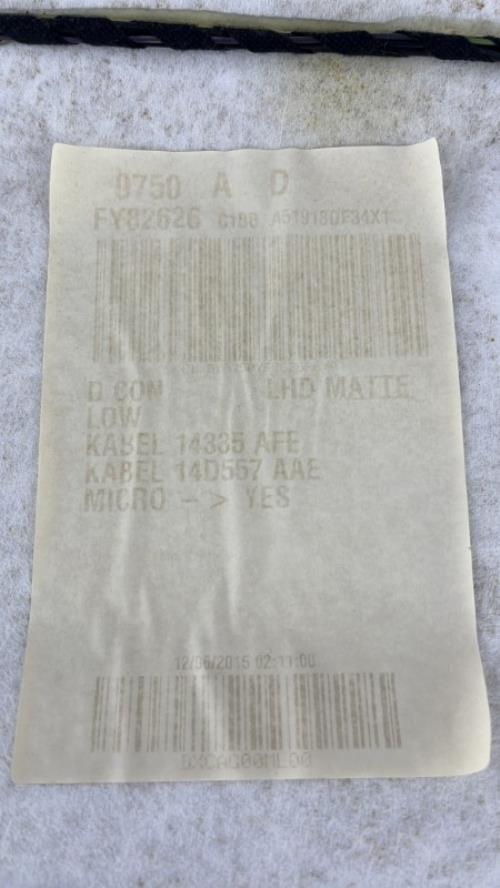 0750 A D
FY82626 C188
D CON LHD MATTE
LOW
KABEL 14335 AFE
KABEL 14D557 AAE
MICRO - > YES
12/06/2015 02:11:00